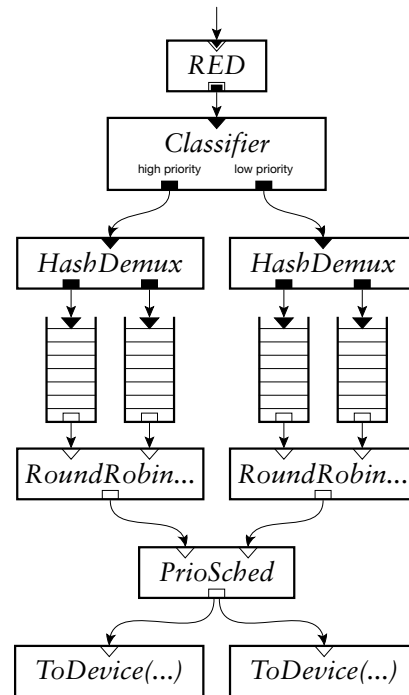 RED
Classifier
high priority low priority
HashDemux HashDemux
RoundRobin... RoundRobin...
PrioSched
ToDevice(...) ToDevice(...)